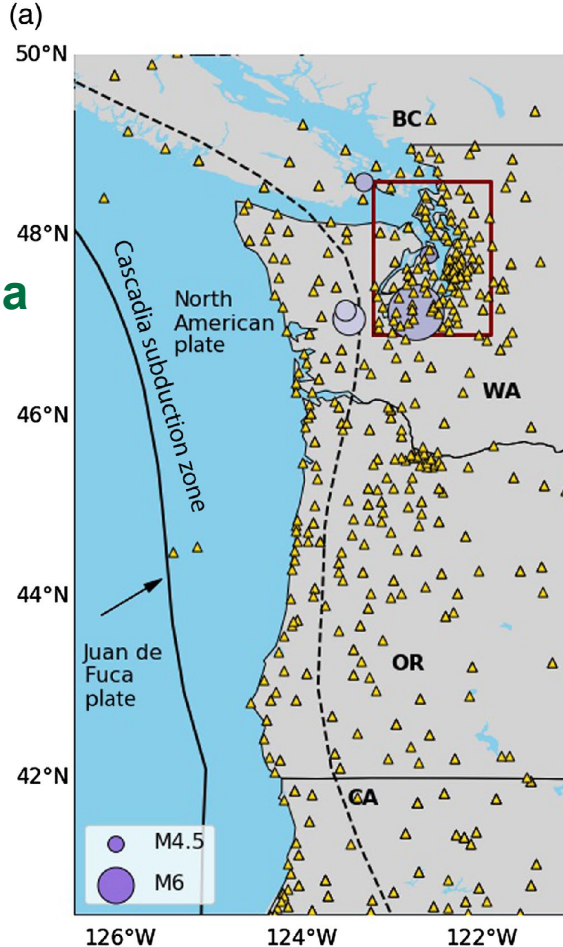 (a)
50°N
BC
48°N
a
Cascadia subduction zone
North
American
plate
WA
46°N
44°N
Juan de
Fuca
plate
OR
42°N
CA
M4.5
M6
126°W
124°W
122°W